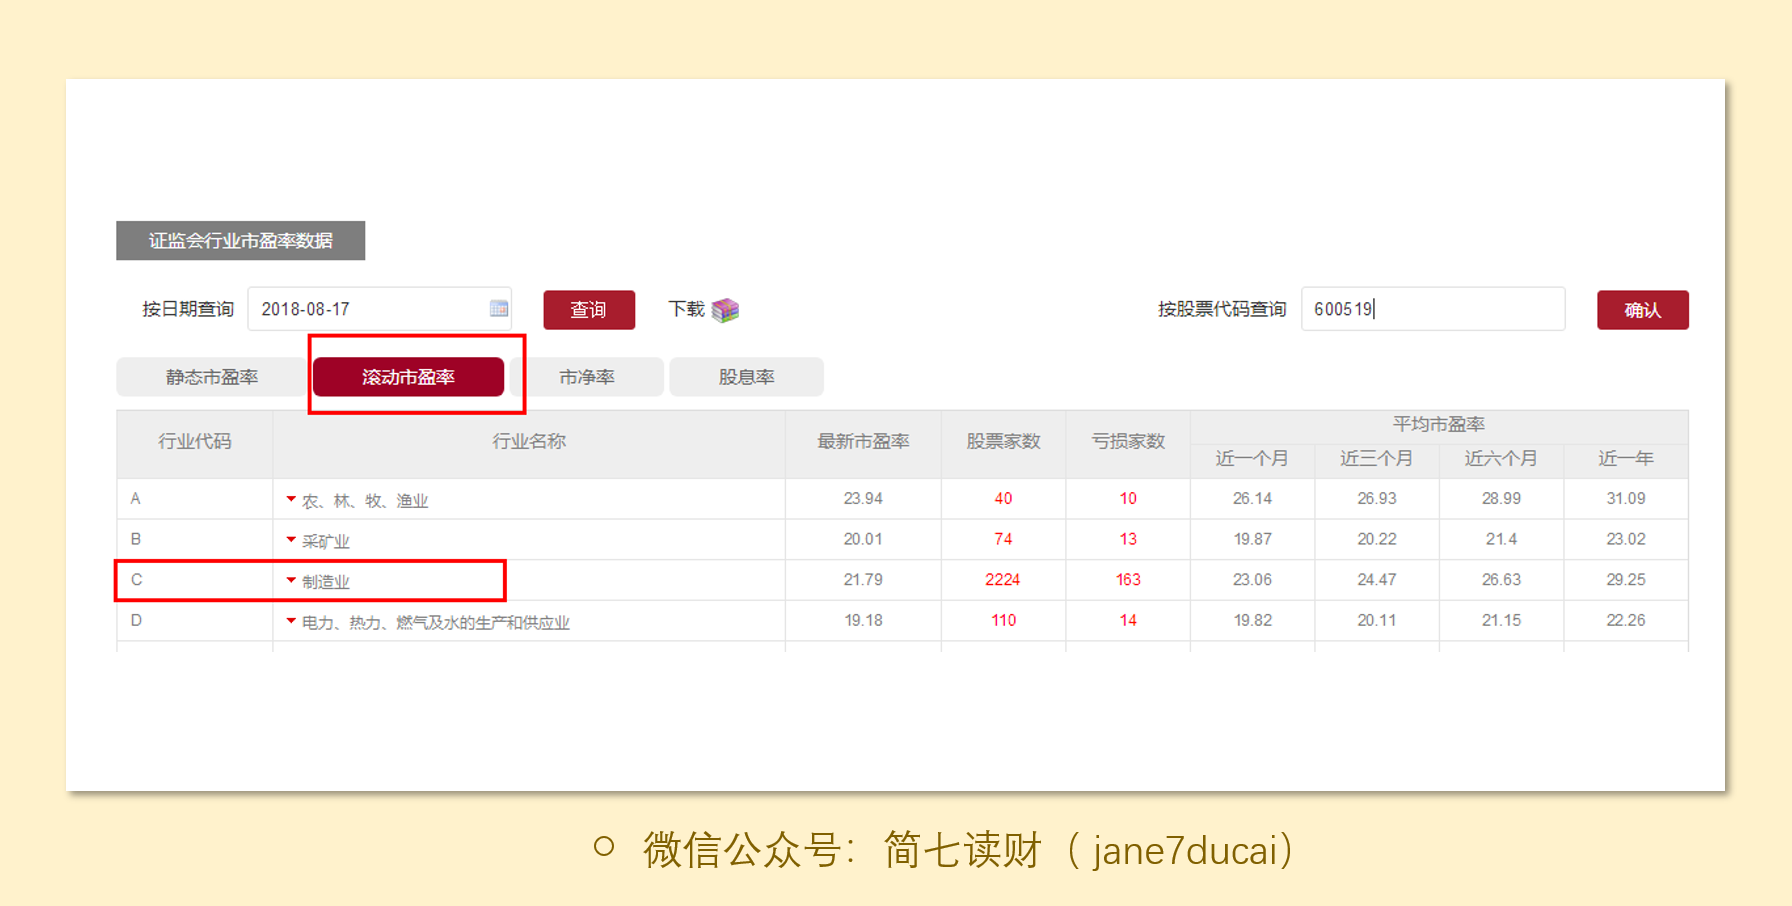 证监会行业市盈率数据
按日期查询 2018-08-17 查询 下载 按股票代码查询 600519 确认
静态市盈率 滚动市盈率 市净率 股息率
行业代码 行业名称 最新市盈率 股票家数 亏损家数 平均市盈率
近一个月 近三个月 近六个月 近一年
A 农、林、牧、渔业 23.94 40 10 26.14 26.93 28.99 31.09
B 采矿业 20.01 74 13 19.87 20.22 21.4 23.02
C 制造业 21.79 2224 163 23.06 24.47 26.63 29.25
D 电力、热力、燃气及水的生产和供应业 19.18 110 14 19.82 20.11 21.15 22.26
微信公众号：简七读财（jane7ducai）